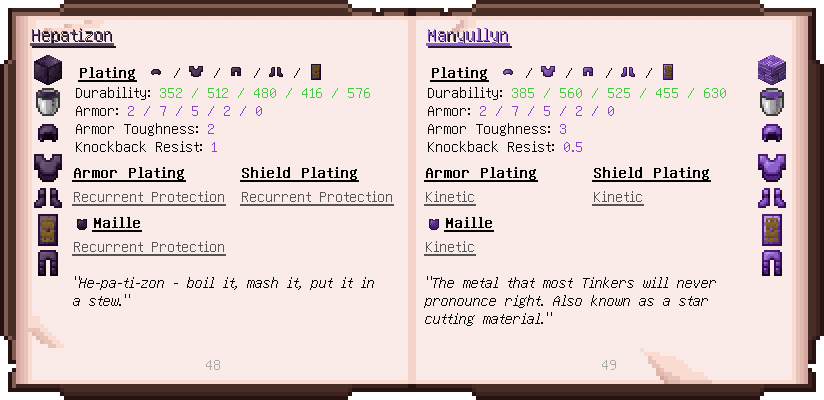 Hepatizon
Plating / / / /
Durability: 352 / 512 / 480 / 416 / 576
Armor: 2 / 7 / 5 / 2 / 0
Armor Toughness: 2
Knockback Resist: 1
Armor Plating Shield Plating
Recurrent Protection Recurrent Protection
Maille
Recurrent Protection
"He-pa-ti-zon - boil it, mash it, put it in
a stew."
48
Manyullyn
Plating / / / /
Durability: 385 / 560 / 525 / 455 / 630
Armor: 2 / 7 / 5 / 2 / 0
Armor Toughness: 3
Knockback Resist: 0.5
Armor Plating Shield Plating
Kinetic Kinetic
Maille
Kinetic
"The metal that most Tinkers will never
pronounce right. Also known as a star
cutting material."
49